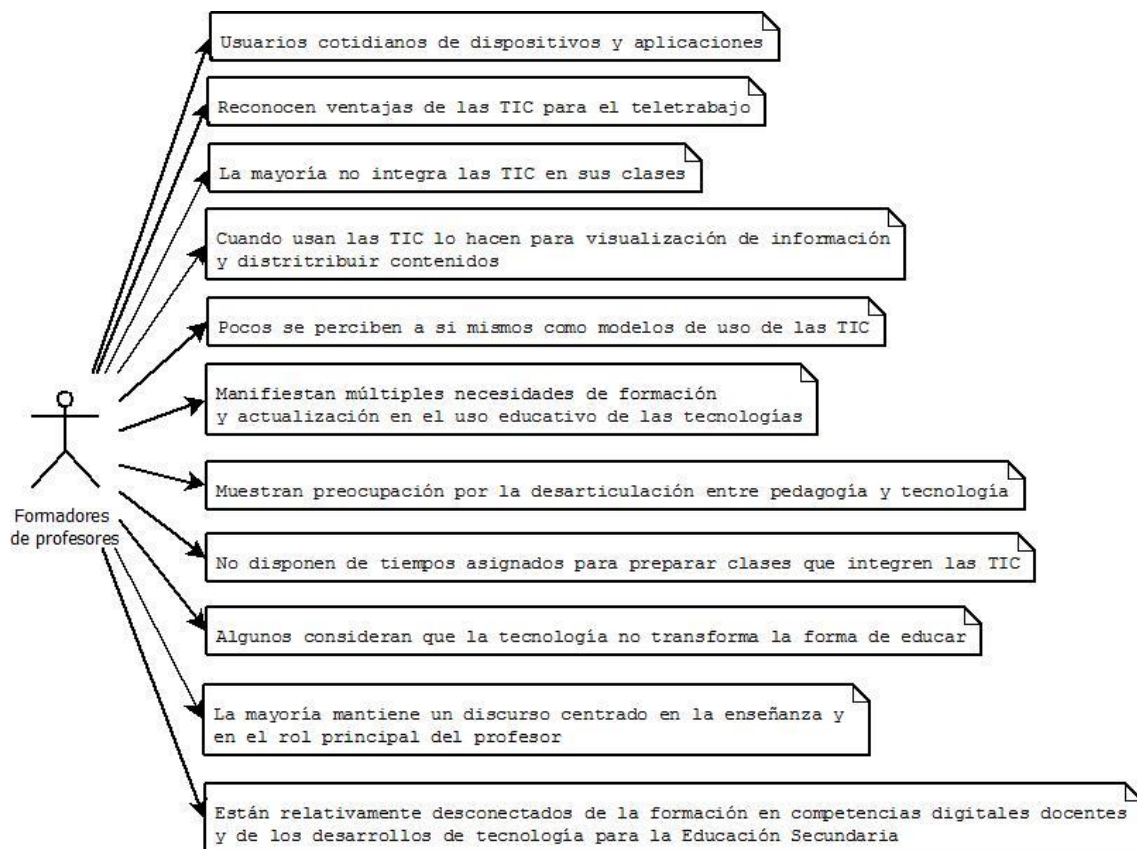 Usuarios cotidianos de dispositivos y aplicaciones
Reconocen ventajas de las TIC para el teletrabajo
La mayoría no integra las TIC en sus clases
Cuando usan las TIC lo hacen para visualización de información
y distritribuir contenidos
Pocos se perciben a si mismos como modelos de uso de las TIC
Manifiestan múltiples necesidades de formación
y actualización en el uso educativo de las tecnologías
Muestran preocupación por la desarticulación entre pedagogía y tecnología
Formadores
de profesores
No disponen de tiempos asignados para preparar clases que integren las TIC
Algunos consideran que la tecnología no transforma la forma de educar
La mayoría mantiene un discurso centrado en la enseñanza y
en el rol principal del profesor
Están relativamente desconectados de la formación en competencias digitales docentes
y de los desarrollos de tecnología para la Educación Secundaria